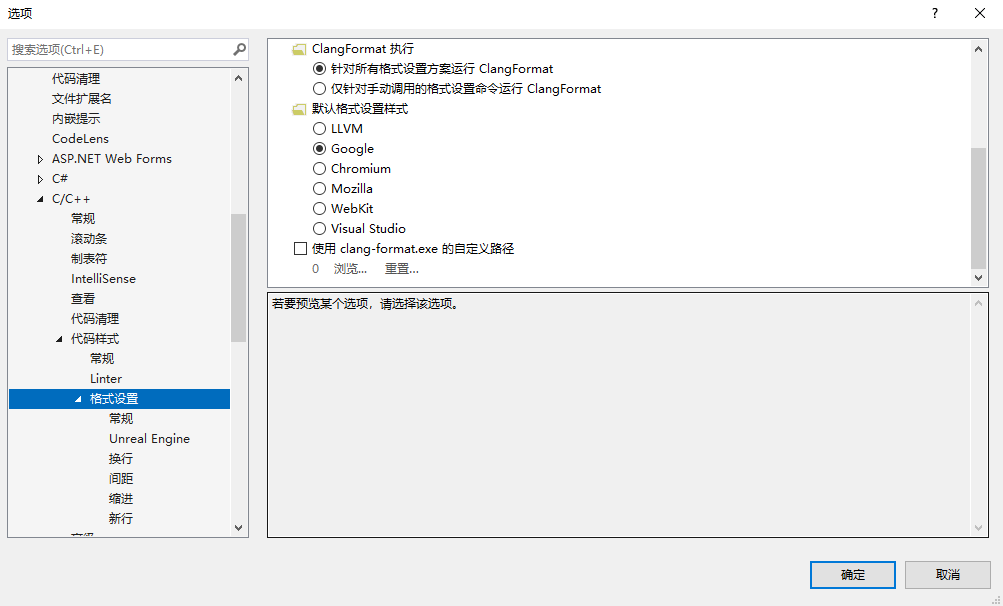 选项
?
搜索选项(Ctrl+E)
代码清理
文件扩展名
内嵌提示
CodeLens
ASP.NET Web Forms
C#
C/C++
常规
滚动条
制表符
IntelliSense
查看
代码清理
代码样式
常规
Linter
格式设置
常规
Unreal Engine
换行
间距
缩进
新行
ClangFormat 执行
针对所有格式设置方案运行 ClangFormat
仅针对手动调用的格式设置命令运行 ClangFormat
默认格式设置样式
LLVM
Google
Chromium
Mozilla
WebKit
Visual Studio
使用 clang-format.exe 的自定义路径
0 浏览... 重置...
若要预览某个选项，请选择该选项。
确定
取消